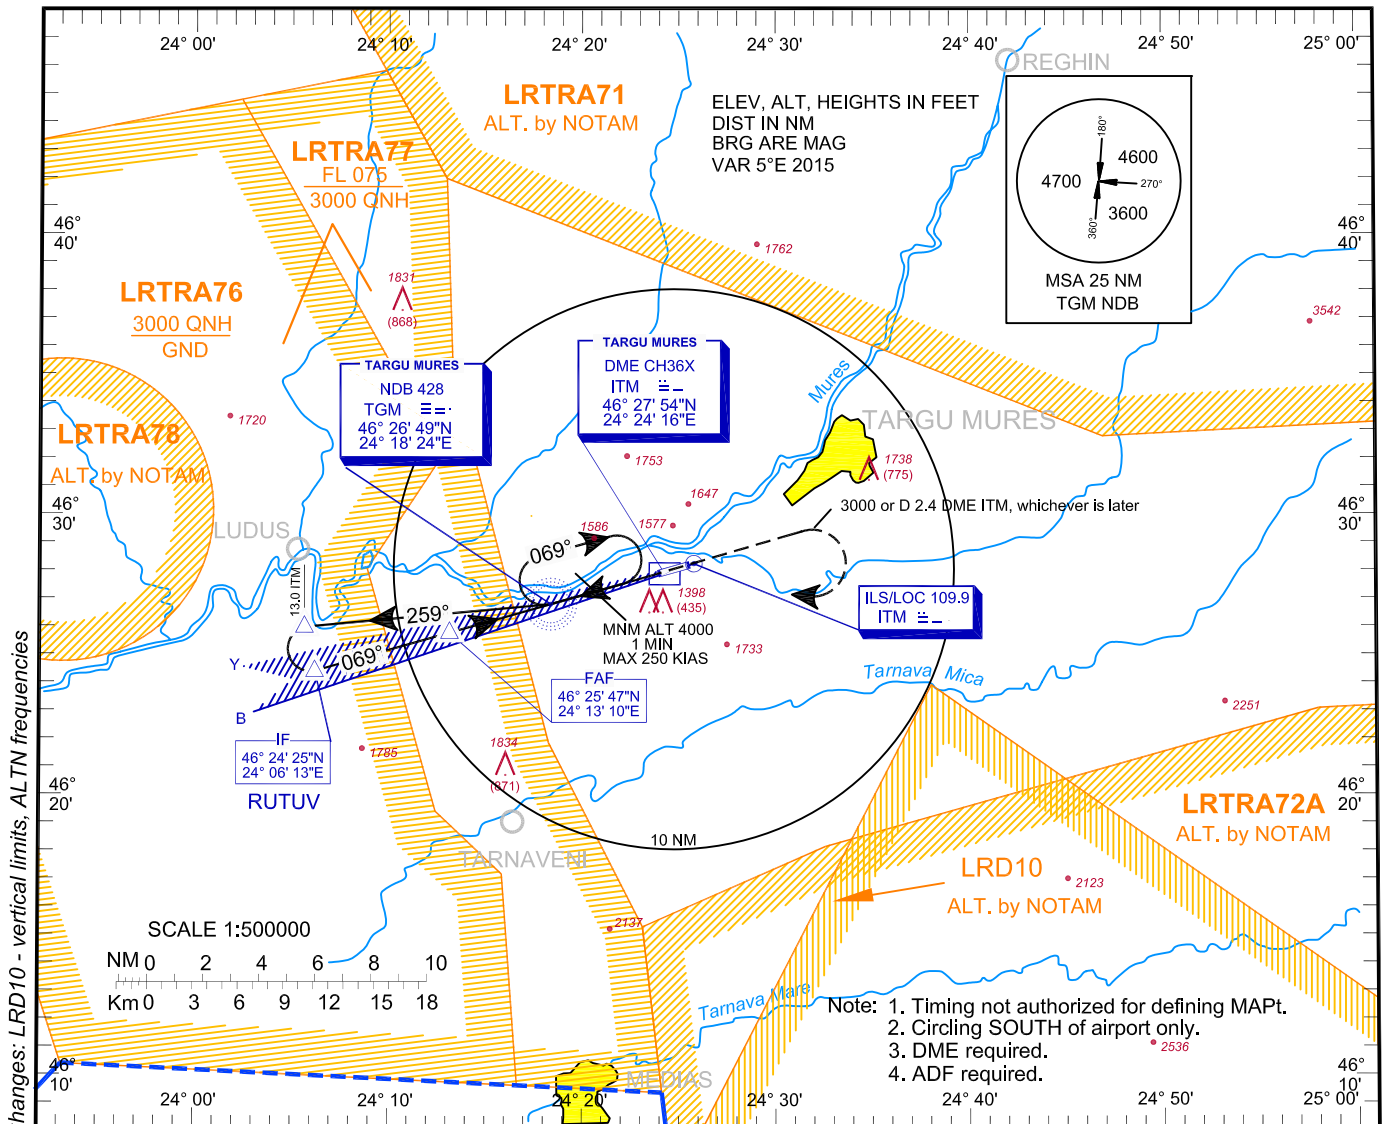 24° 00'
24° 10'
24° 20'
24° 30'
24° 40'
24° 50'
25° 00'
REGHIN
LRTRA71
ALT. by NOTAM
ELEV, ALT, HEIGHTS IN FEET
DIST IN NM
BRG ARE MAG
VAR 5°E 2015
180°
4600
4700
270°
3600
360°
MSA 25 NM
TGM NDB
LRTRA77
FL 075
3000 QNH
46°
40'
46°
40'
1762
1831
(868)
LRTRA76
3000 QNH
GND
3542
TARGU MURES
NDB 428
TGM
46° 26' 49"N
24° 18' 24"E
TARGU MURES
DME CH36X
ITM
46° 27' 54"N
24° 24' 16"E
Mures
TARGU MURES
1720
LRTRA78
ALT. by NOTAM
1753
1738
(775)
1647
3000 or D 2.4 DME ITM, whichever is later
46°
30'
46°
30'
LUDUS
1577
1586
069°
13.0 ITM
259°
1398
(435)
ILS/LOC 109.9
ITM
MNM ALT 4000
1 MIN
MAX 250 KIAS
1733
Y
069°
Tarnava Mica
FAF
46° 25' 47"N
24° 13' 10"E
B
2251
IF
46° 24' 25"N
24° 06' 13"E
RUTUV
1785
1834
(871)
46°
20'
46°
20'
LRTRA72A
ALT. by NOTAM
10 NM
TARNAVENI
LRD10
ALT. by NOTAM
2123
2137
SCALE 1:500000
NM 0 2 4 6 8 10
Km 0 3 6 9 12 15 18
Tarnava Mare
Note: 1. Timing not authorized for defining MAPt.
2. Circling SOUTH of airport only.
3. DME required.
4. ADF required.
2536
46°
10'
46°
10'
MEDIAS
24° 00'
24° 10'
24° 20'
24° 30'
24° 40'
24° 50'
25° 00'
hanges: LRD10 - vertical limits, ALTN frequencies